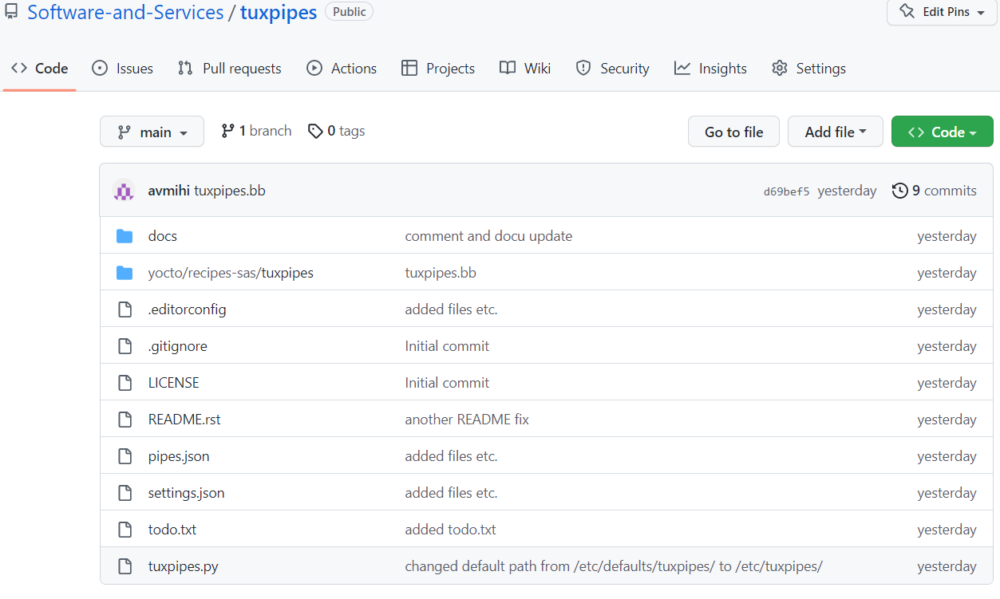 Software-and-Services / tuxpipes Public Edit Pins
Code Issues Pull requests Actions Projects Wiki Security Insights Settings
main 1 branch 0 tags Go to file Add file Code
avmihi tuxpipes.bb d69bef5 yesterday 9 commits
docs comment and docu update yesterday
yocto/recipes-sas/tuxpipes tuxpipes.bb yesterday
.editorconfig added files etc. yesterday
.gitignore Initial commit yesterday
LICENSE Initial commit yesterday
README.rst another README fix yesterday
pipes.json added files etc. yesterday
settings.json added files etc. yesterday
todo.txt added todo.txt yesterday
tuxpipes.py changed default path from /etc/defaults/tuxpipes/ to /etc/tuxpipes/ yesterday